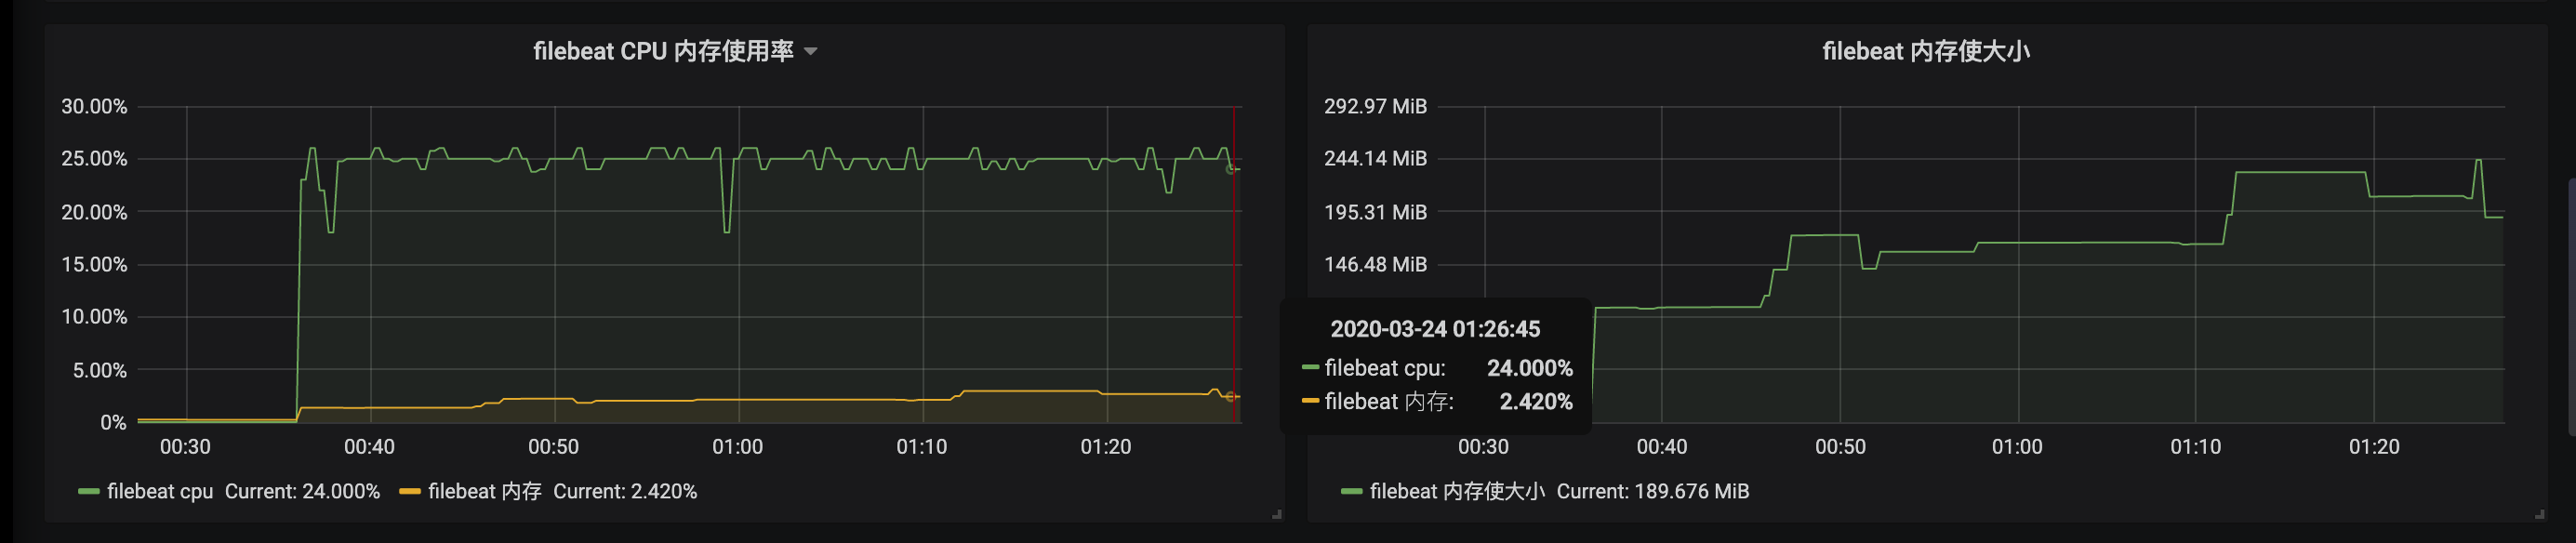 filebeat CPU 内存使用率
30.00%
25.00%
20.00%
15.00%
10.00%
5.00%
0%
00:30 00:40 00:50 01:00 01:10 01:20
filebeat cpu Current: 24.000% filebeat 内存 Current: 2.420%
filebeat 内存使大小
292.97 MiB
244.14 MiB
195.31 MiB
146.48 MiB
2020-03-24 01:26:45
filebeat cpu: 24.000%
filebeat 内存: 2.420%
00:30 00:40 00:50 01:00 01:10 01:20
filebeat 内存使大小 Current: 189.676 MiB